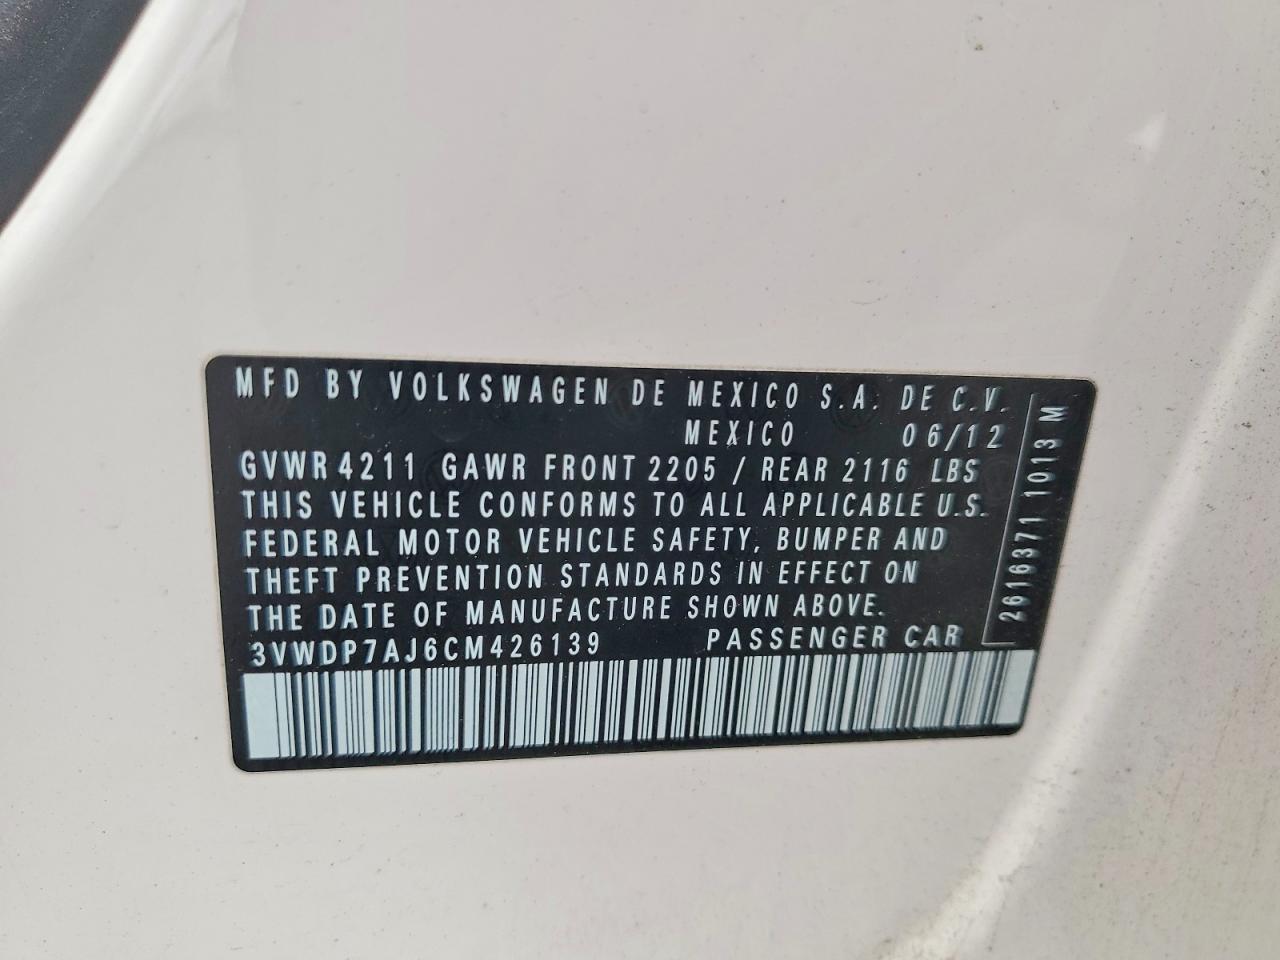 MFD BY VOLKSWAGEN DE MEXICO S.A. DE C.V.
MEXICO 06/12
GVWR 4211 GAWR FRONT 2205 / REAR 2116 LBS
THIS VEHICLE CONFORMS TO ALL APPLICABLE U.S.
FEDERAL MOTOR VEHICLE SAFETY, BUMPER AND
THEFT PREVENTION STANDARDS IN EFFECT ON
THE DATE OF MANUFACTURE SHOWN ABOVE.
3VWDP7AJ6CM426139 PASSENGER CAR
2616371 1013 M